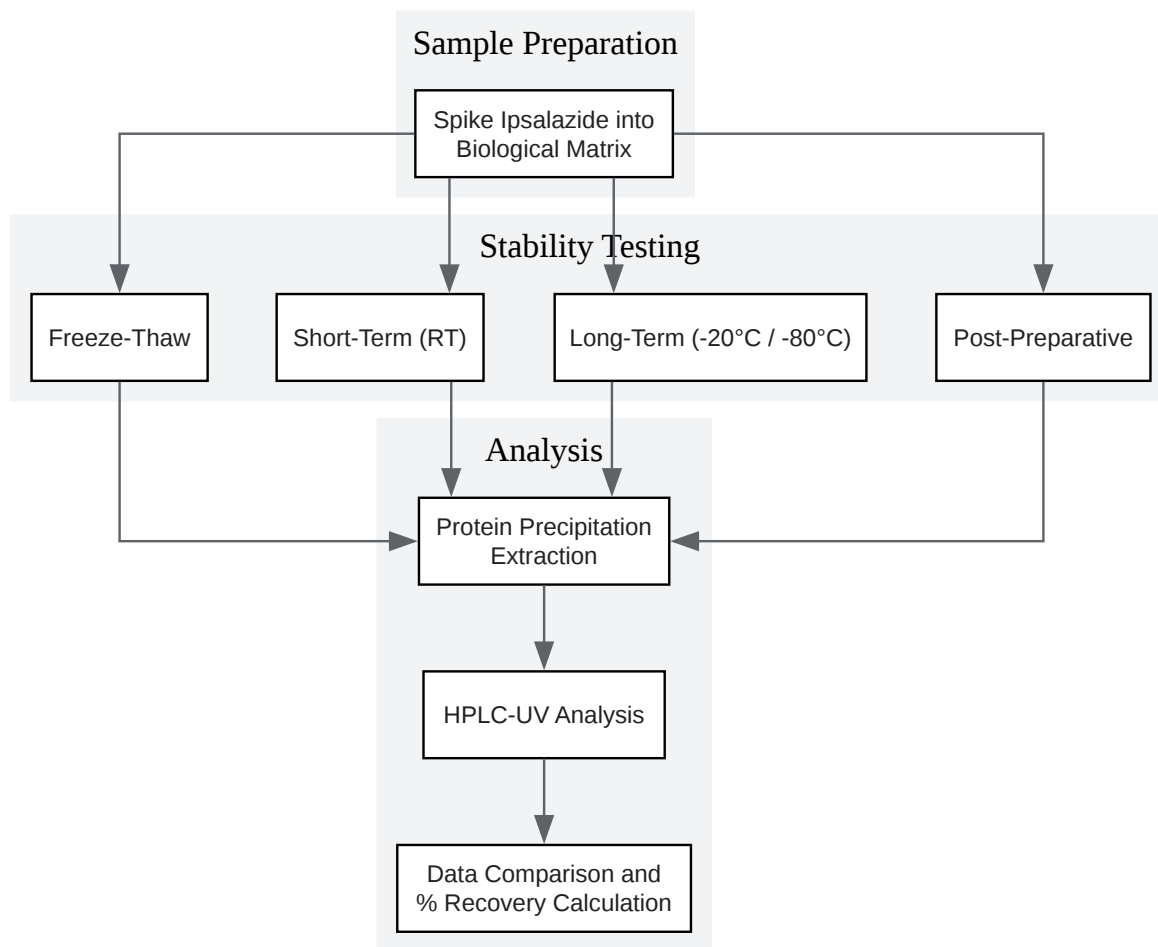 Sample Preparation
Spike Ipsalazide into
Biological Matrix
Stability Testing
Freeze-Thaw
Short-Term (RT)
Long-Term (-20°C / -80°C)
Post-Preparative
Analysis
Protein Precipitation
Extraction
HPLC-UV Analysis
Data Comparison and
% Recovery Calculation